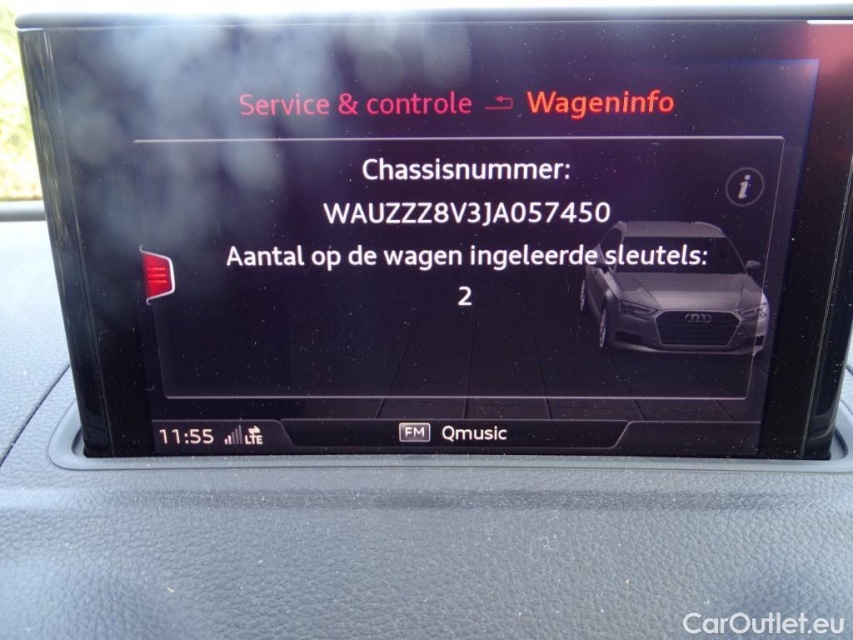 Service & controle Wageninfo
Chassisnummer:
WAUZZZ8V3JA057450
Aantal op de wagen ingeleerde sleutels:
2
11:55 LTE FM Qmusic
CarOutlet.eu